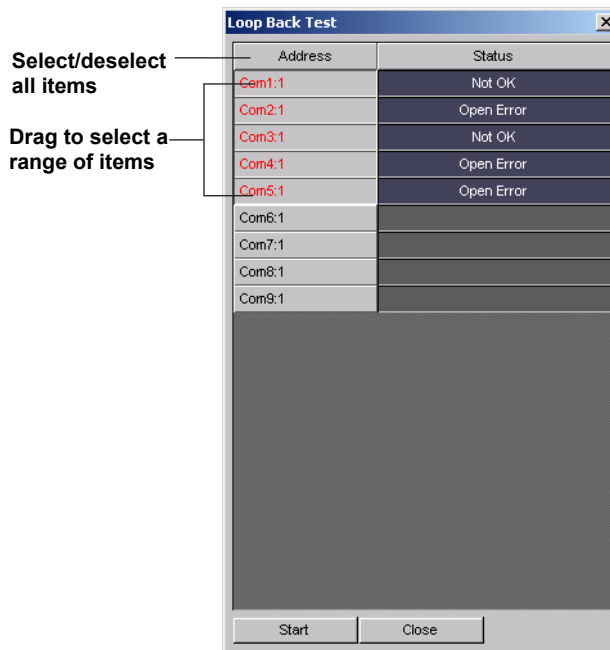 Loop Back Test
Address Status
Select/deselect
all items
Com1:1 Not OK
Com2:1 Open Error
Drag to select a
range of items
Com3:1 Not OK
Com4:1 Open Error
Com5:1 Open Error
Com6:1
Com7:1
Com8:1
Com9:1
Start Close